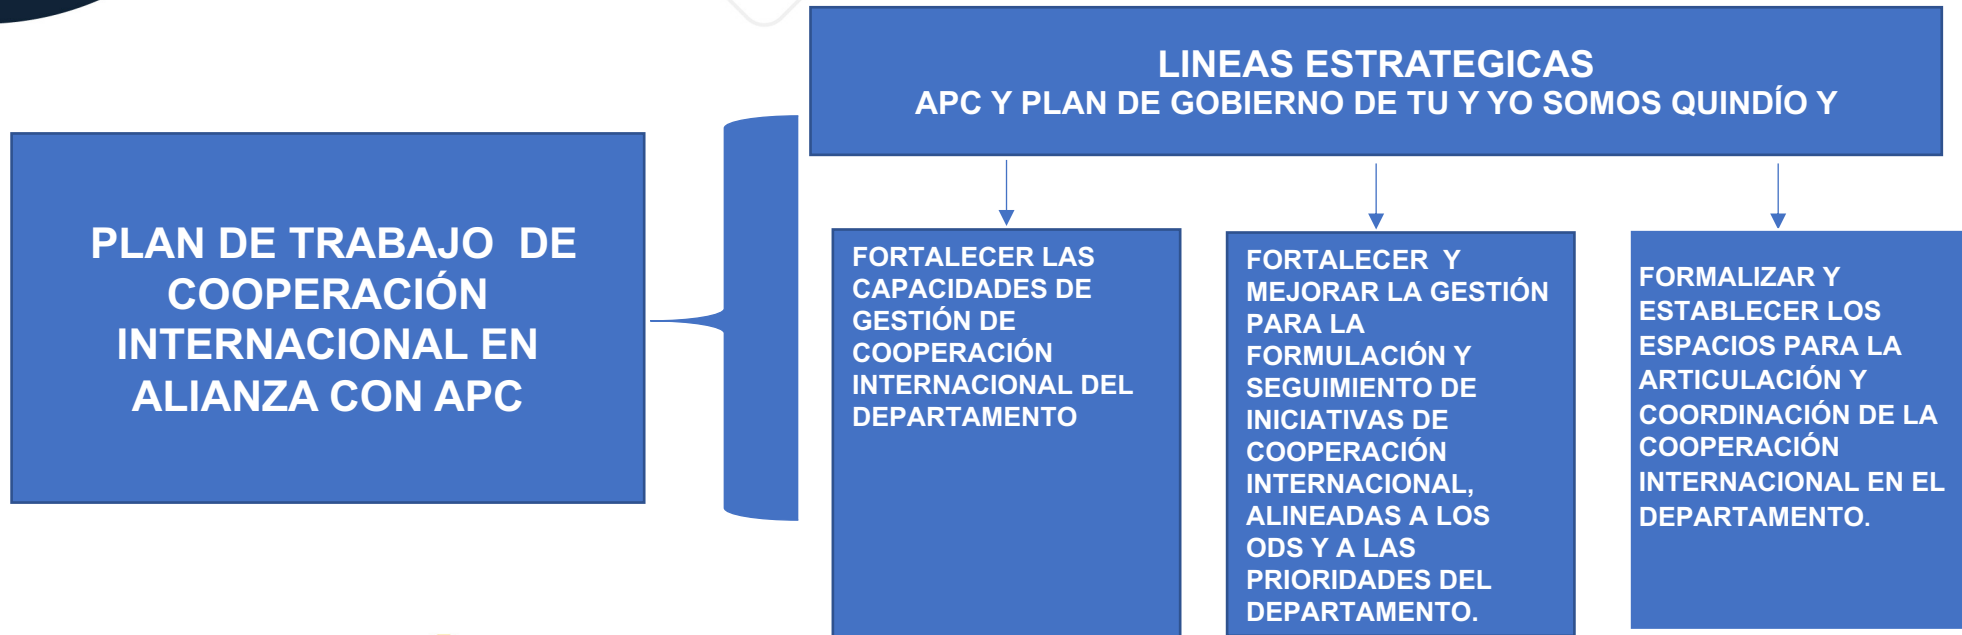 LINEAS ESTRATEGICAS
APC Y PLAN DE GOBIERNO DE TU Y YO SOMOS QUINDÍO Y
PLAN DE TRABAJO DE
COOPERACIÓN
INTERNACIONAL EN
ALIANZA CON APC
FORTALECER LAS
CAPACIDADES DE
GESTIÓN DE
COOPERACIÓN
INTERNACIONAL DEL
DEPARTAMENTO
FORTALECER Y
MEJORAR LA GESTIÓN
PARA LA
FORMULACIÓN Y
SEGUIMIENTO DE
INICIATIVAS DE
COOPERACIÓN
INTERNACIONAL,
ALINEADAS A LOS
ODS Y A LAS
PRIORIDADES DEL
DEPARTAMENTO.
FORMALIZAR Y
ESTABLECER LOS
ESPACIOS PARA LA
ARTICULACIÓN Y
COORDINACIÓN DE LA
COOPERACIÓN
INTERNACIONAL EN EL
DEPARTAMENTO.